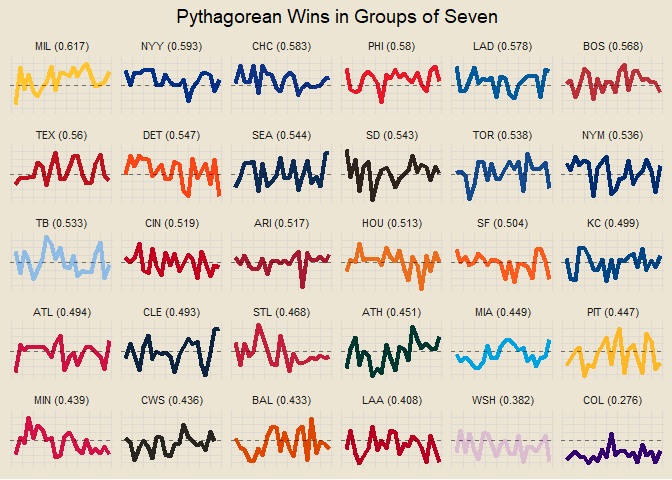 Pythagorean Wins in Groups of Seven
MIL (0.617) NYY (0.593) CHC (0.583) PHI (0.58) LAD (0.578) BOS (0.568)
TEX (0.56) DET (0.547) SEA (0.544) SD (0.543) TOR (0.538) NYM (0.536)
TB (0.533) CIN (0.519) ARI (0.517) HOU (0.513) SF (0.504) KC (0.499)
ATL (0.494) CLE (0.493) STL (0.468) ATH (0.451) MIA (0.449) PIT (0.447)
MIN (0.439) CWS (0.436) BAL (0.433) LAA (0.408) WSH (0.382) COL (0.276)